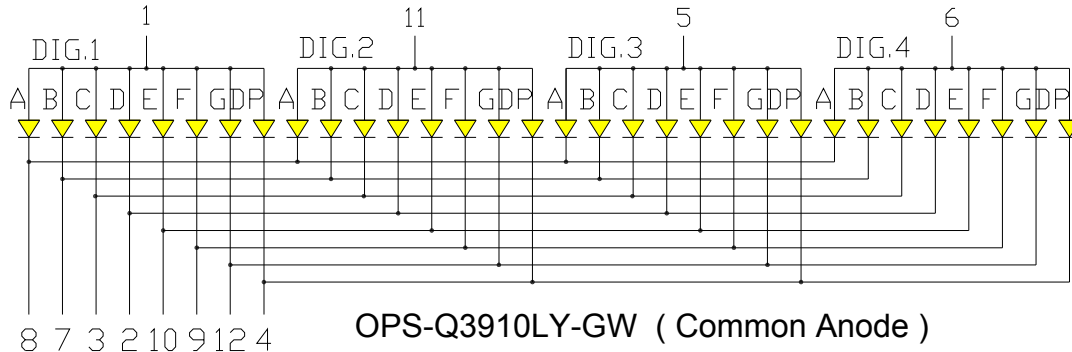 1 11 5 6
DIG.1 DIG.2 DIG.3 DIG.4
A B C D E F G DP A B C D E F G DP A B C D E F G DP A B C D E F G DP
8 7 3 2 10 9 12 4
OPS-Q3910LY-GW ( Common Anode )